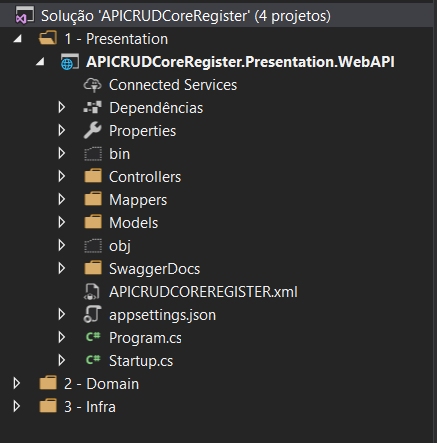 Solução 'APICRUDCoreRegister' (4 projetos)
1 - Presentation
APICRUDCoreRegister.Presentation.WebAPI
Connected Services
Dependências
Properties
bin
Controllers
Mappers
Models
obj
SwaggerDocs
APICRUDCOREREGISTER.xml
appsettings.json
C# Program.cs
C# Startup.cs
2 - Domain
3 - Infra